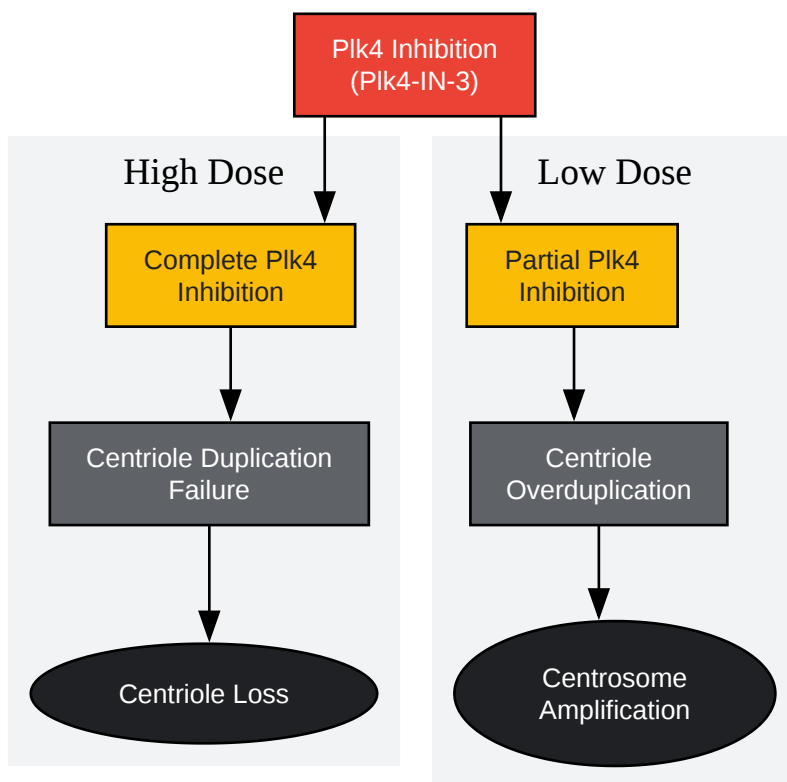 Plk4 Inhibition
(Plk4-IN-3)
High Dose
Low Dose
Complete Plk4
Inhibition
Partial Plk4
Inhibition
Centriole Duplication
Failure
Centriole
Overduplication
Centriole Loss
Centrosome
Amplification